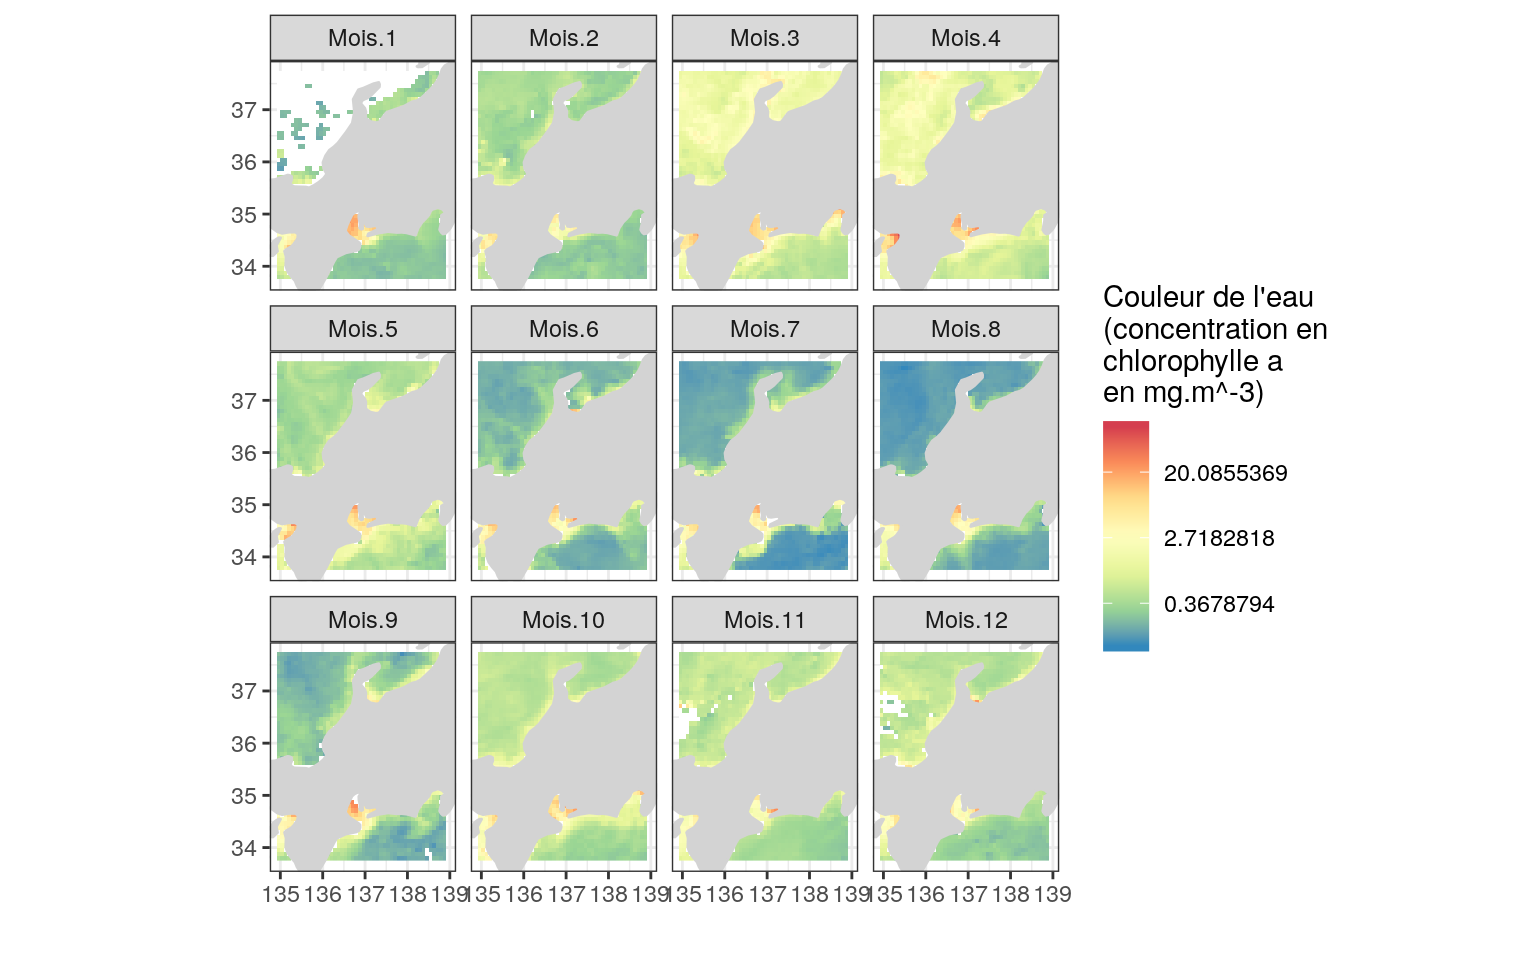 Mois.1 Mois.2 Mois.3 Mois.4
37
36
35
34
Mois.5 Mois.6 Mois.7 Mois.8
37
36
35
34
Mois.9 Mois.10 Mois.11 Mois.12
37
36
35
34
135 136 137 138 139 135 136 137 138 139 135 136 137 138 139 135 136 137 138 139
Couleur de l'eau
(concentration en
chlorophylle a
en mg.m^-3)
20.0855369
2.7182818
0.3678794